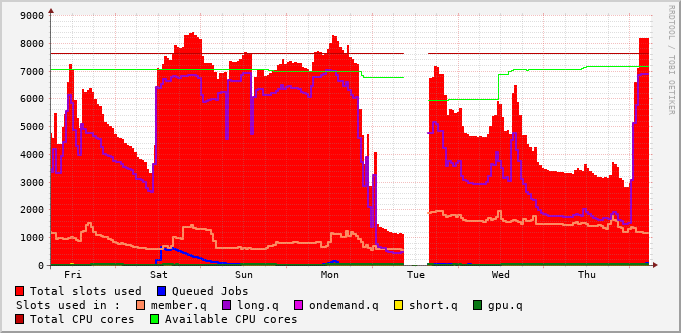 RRDTOOL / TOBI OETIKER
9000
8000
7000
6000
5000
4000
3000
2000
1000
0
Fri Sat Sun Mon Tue Wed Thu
Total slots used Queued Jobs
Slots used in : member.q long.q ondemand.q short.q gpu.q
Total CPU cores Available CPU cores